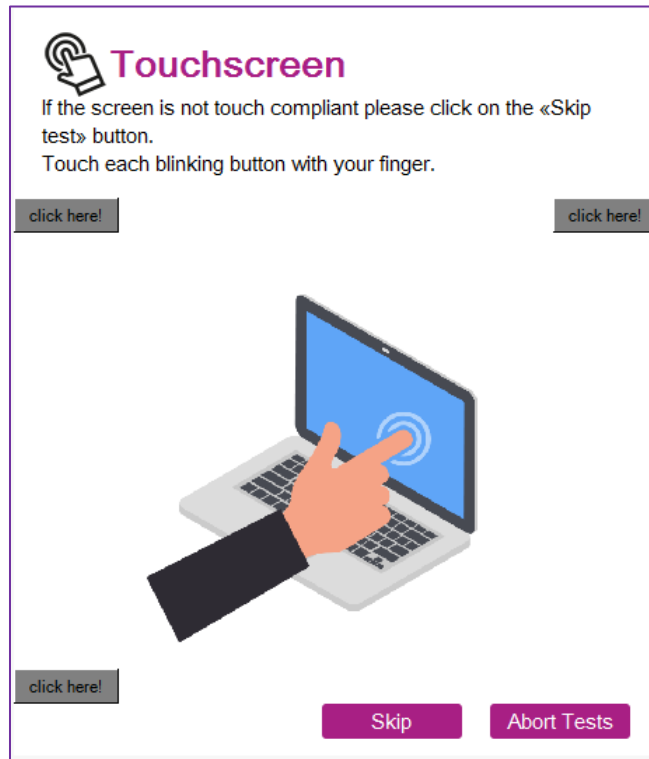 Touchscreen
If the screen is not touch compliant please click on the «Skip
test» button.
Touch each blinking button with your finger.
click here!
click here!
click here!
Skip
Abort Tests